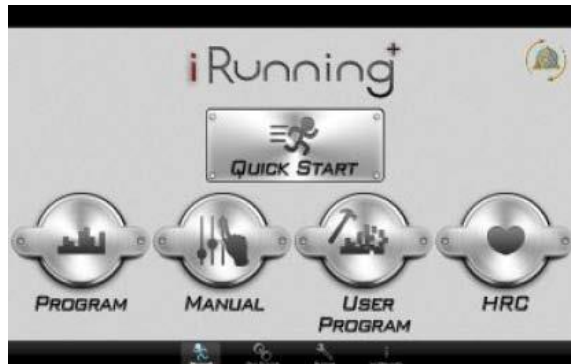 iRunning+
QUICK START
PROGRAM
MANUAL
USER
PROGRAM
HRC